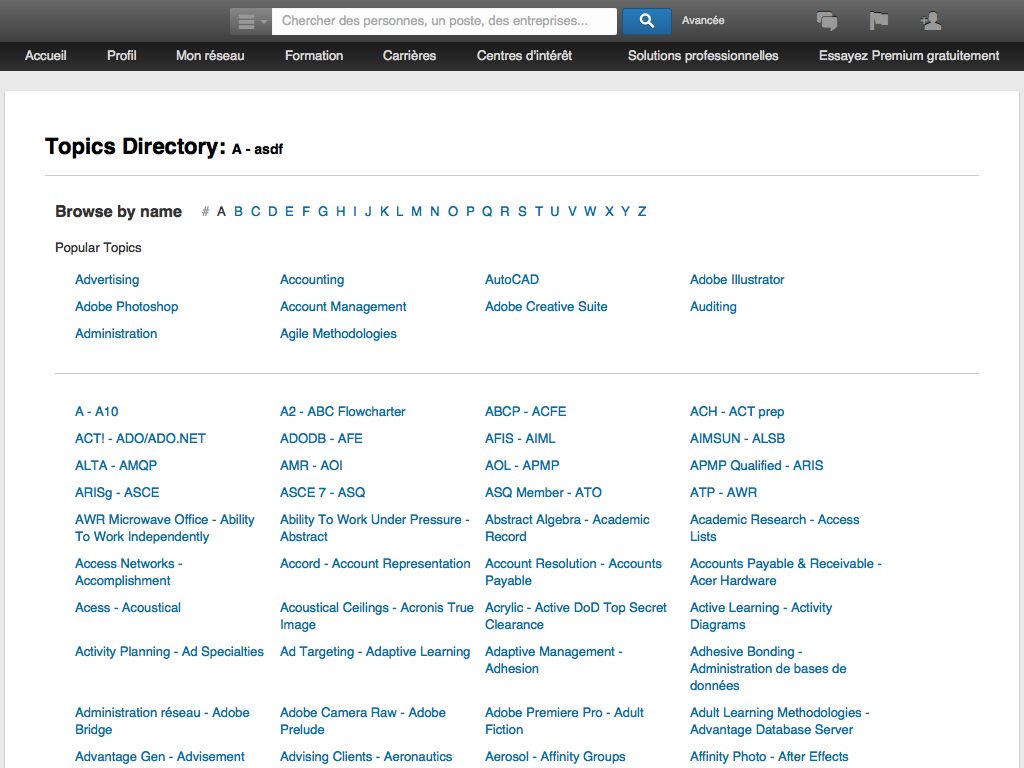 Chercher des personnes, un poste, des entreprises... Avancée
Accueil Profil Mon réseau Formation Carrières Centres d'intérêt Solutions professionnelles Essayez Premium gratuitement
Topics Directory: A - asdf
Browse by name # A B C D E F G H I J K L M N O P Q R S T U V W X Y Z
Popular Topics
Advertising Accounting AutoCAD Adobe Illustrator
Adobe Photoshop Account Management Adobe Creative Suite Auditing
Administration Agile Methodologies
A - A10 A2 - ABC Flowcharter ABCP - ACFE ACH - ACT prep
ACT! - ADO/ADO.NET ADODB - AFE AFIS - AIML AIMSUN - ALSB
ALTA - AMQP AMR - AOI AOL - APMP APMP Qualified - ARIS
ARISg - ASCE ASCE 7 - ASQ ASQ Member - ATO ATP - AWR
AWR Microwave Office - Ability Ability To Work Under Pressure - Abstract Algebra - Academic Academic Research - Access
To Work Independently Abstract Record Lists
Access Networks - Accord - Account Representation Account Resolution - Accounts Accounts Payable & Receivable -
Accomplishment Payable Acer Hardware
Acess - Acoustical Acoustical Ceilings - Acronis True Acrylic - Active DoD Top Secret Active Learning - Activity
Image Clearance Diagrams
Activity Planning - Ad Specialties Ad Targeting - Adaptive Learning Adaptive Management - Adhesive Bonding -
Adhesion Administration de bases de
données
Administration réseau - Adobe Adobe Camera Raw - Adobe Adobe Premiere Pro - Adult Adult Learning Methodologies -
Bridge Prelude Fiction Advantage Database Server
Advantage Gen - Advisement Advising Clients - Aeronautics Aerosol - Affinity Groups Affinity Photo - After Effects